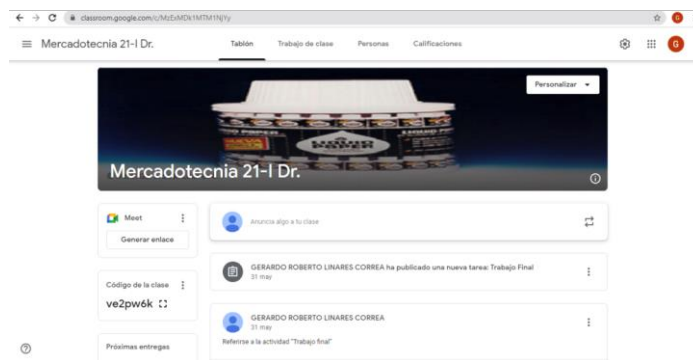 classroom.google.com/c/MzExMDk1MTM1NjYy
G
Mercadotecnia 21-I Dr.
Tablón Trabajo de clase Personas Calificaciones
G
Personalizar
LIQUID
PAPER
Mercadotecnia 21-I Dr.
Meet
Generar enlace
Anuncia algo a tu clase
GERARDO ROBERTO LINARES CORREA ha publicado una nueva tarea: Trabajo Final
31 may
Código de la clase
ve2pw6k
GERARDO ROBERTO LINARES CORREA
31 may
Referirse a la actividad "Trabajo final"
Próximas entregas